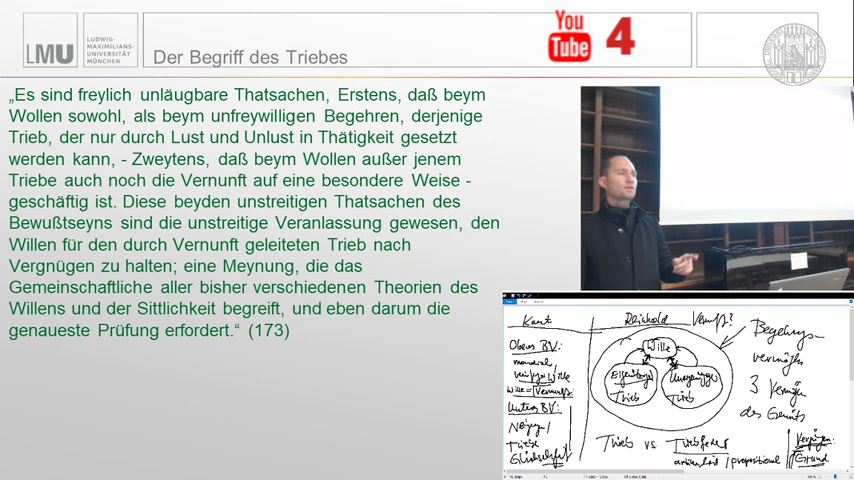 LMU
LUDWIG-
MAXIMILIANS-
UNIVERSITÄT
MÜNCHEN
Der Begriff des Triebes
You
Tube
4
„Es sind freylich unläugbare Thatsachen, Erstens, daß beym
Wollen sowohl, als beym unfreywilligen Begehren, derjenige
Trieb, der nur durch Lust und Unlust in Thätigkeit gesetzt
werden kann, - Zweytens, daß beym Wollen außer jenem
Triebe auch noch die Vernunft auf eine besondere Weise -
geschäftig ist. Diese beyden unstreitigen Thatsachen des
Bewußtseyns sind die unstreitige Veranlassung gewesen, den
Willen für den durch Vernunft geleiteten Trieb nach
Vergnügen zu halten; eine Meynung, die das
Gemeinschaftliche aller bisher verschiedenen Theorien des
Willens und der Sittlichkeit begreift, und eben darum die
genaueste Prüfung erfordert.“ (173)
Kant
Oberes BV:
Wille
Wille = Vernunft
Unteres BV:
Trieb
Glückseligkeit
Reinhold
Wille
Trieb
Trieb
Trieb vs Triebfeder
/ propositional
Begehrungs-
vermögen
3 Vermögen
des Gemüts
Grund